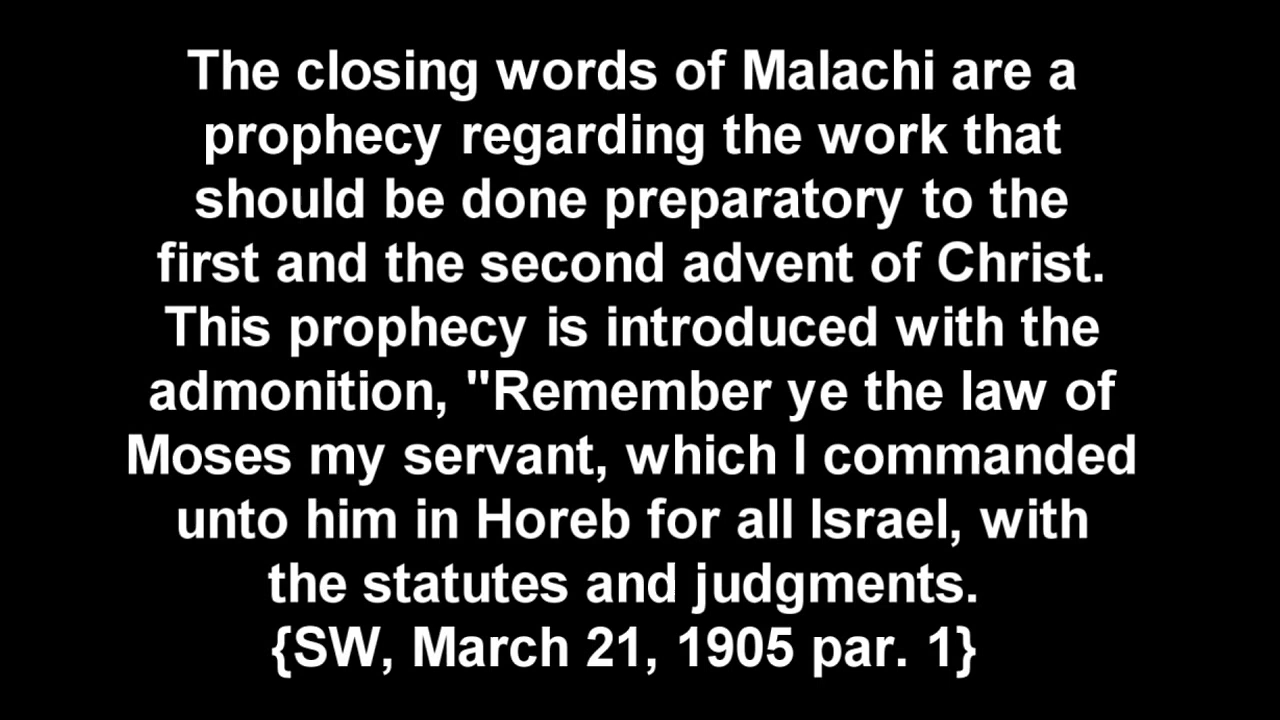 The closing words of Malachi are a
prophecy regarding the work that
should be done preparatory to the
first and the second advent of Christ.
This prophecy is introduced with the
admonition, "Remember ye the law of
Moses my servant, which I commanded
unto him in Horeb for all Israel, with
the statutes and judgments.
{SW, March 21, 1905 par. 1}